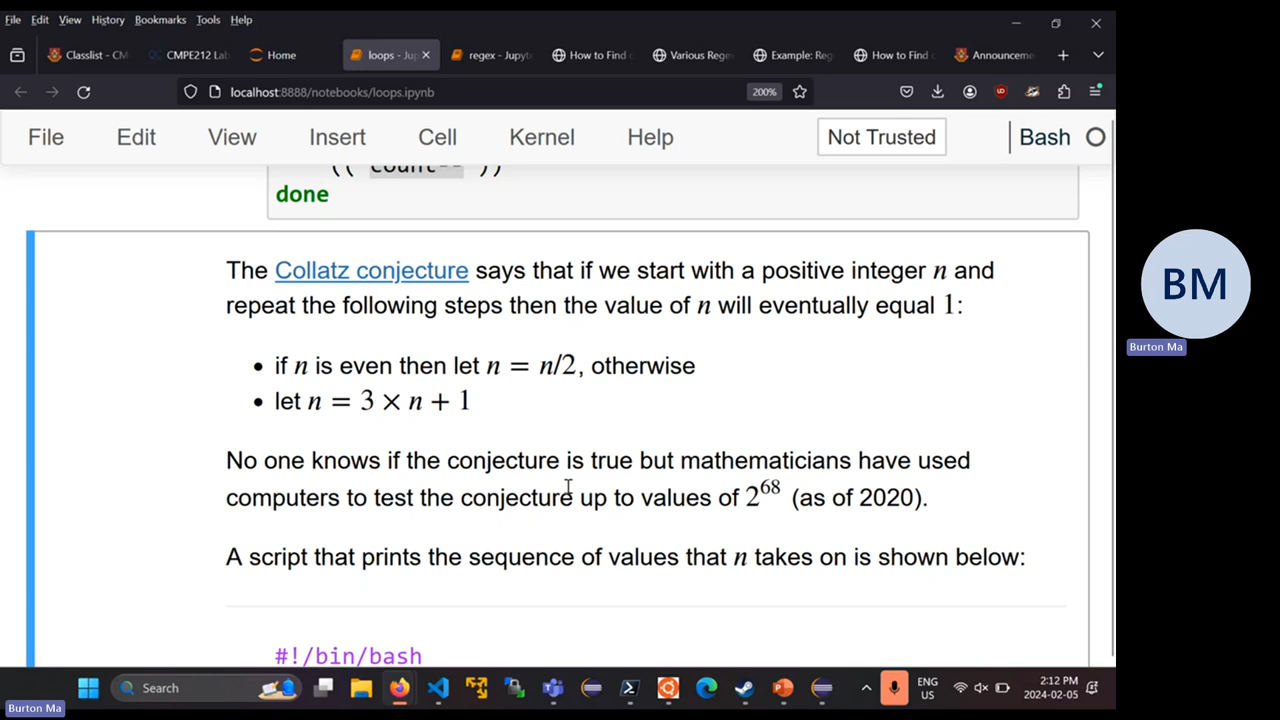 File Edit View History Bookmarks Tools Help
Classlist - CM CMPE212 Lab Home loops - Jup regex - Jupyt How to Find Various Reg Example: Reg How to Find Announceme
localhost:8888/notebooks/loops.ipynb 200%
File Edit View Insert Cell Kernel Help Not Trusted Bash
(( count-- ))
done
The Collatz conjecture says that if we start with a positive integer n and
repeat the following steps then the value of n will eventually equal 1:
• if n is even then let n = n/2, otherwise
• let n = 3 × n + 1
No one knows if the conjecture is true but mathematicians have used
computers to test the conjecture up to values of 2^68 (as of 2020).
A script that prints the sequence of values that n takes on is shown below:
#!/bin/bash
BM
Burton Ma
Search
ENG
US
2:12 PM
2024-02-05
Burton Ma